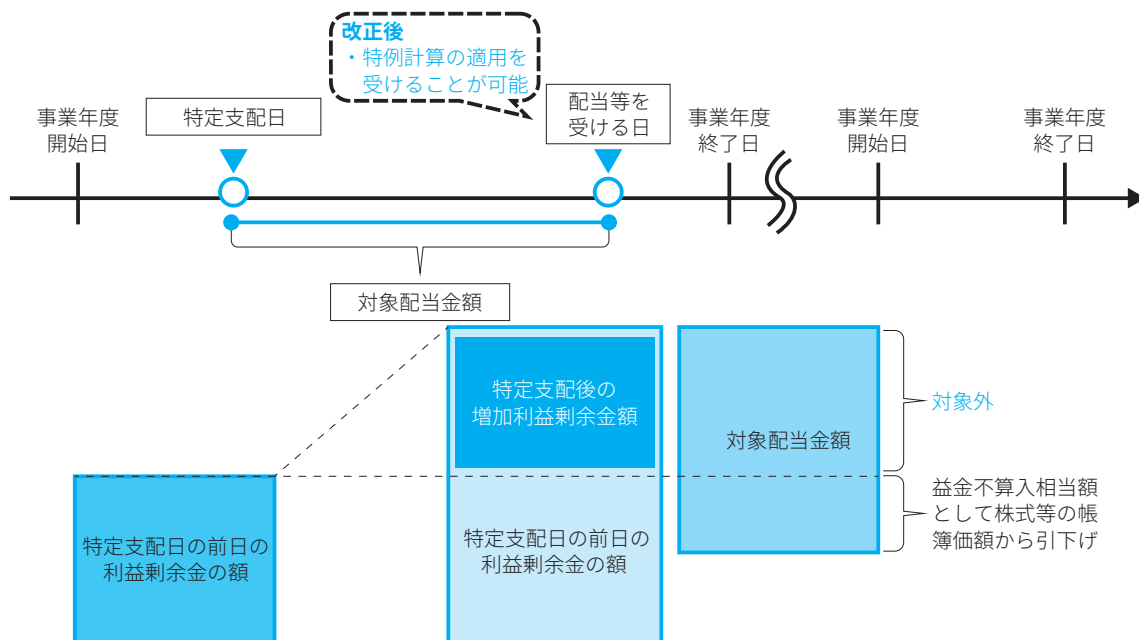 改正後
・特例計算の適用を
受けることが可能
事業年度
開始日
特定支配日
配当等を
受ける日
事業年度
終了日
事業年度
開始日
事業年度
終了日
対象配当金額
特定支配後の
増加利益剰余金額
対象配当金額
対象外
特定支配日の前日の
利益剰余金の額
特定支配日の前日の
利益剰余金の額
益金不算入相当額
として株式等の帳
簿価額から引下げ